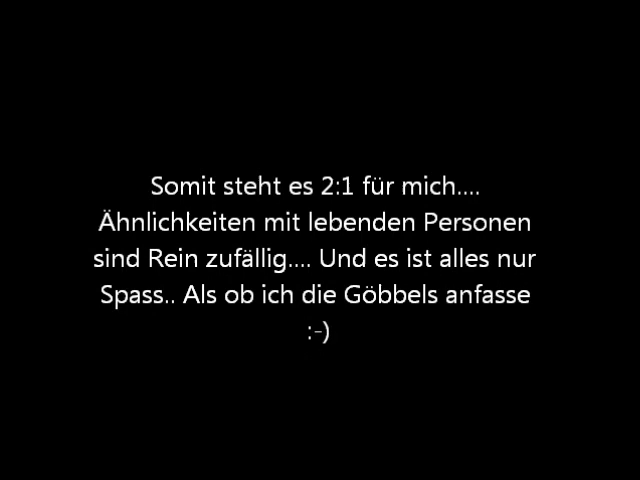 Somit steht es 2:1 für mich....
Ähnlichkeiten mit lebenden Personen
sind Rein zufällig.... Und es ist alles nur
Spass.. Als ob ich die Göbbels anfasse
:-)